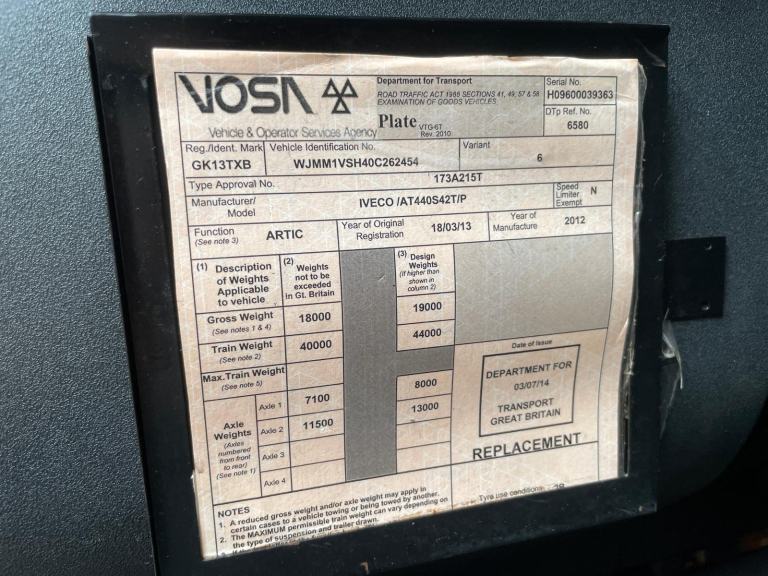 VOSA
Vehicle & Operator Services Agency
Department for Transport
ROAD TRAFFIC ACT 1988 SECTIONS 41, 49, 57 & 58
EXAMINATION OF GOODS VEHICLES
Plate VTG-6T
Rev. 2010
Serial No.
H09600039363
DTp Ref. No.
6580
Reg./Ident. Mark
GK13TXB
Vehicle Identification No.
WJMM1VSH40C262454
Variant
6
Type Approval No. 173A215T
Manufacturer/
Model
IVECO /AT440S42T/P
Speed
Limiter
Exempt
N
Function
(See note 3)
ARTIC
Year of Original
Registration
18/03/13
Year of
Manufacture
2012
(1) Description
of Weights
Applicable
to vehicle
(2) Weights
not to be
exceeded
in Gt. Britain
(3) Design
Weights
(if higher than
shown in
column 2)
Gross Weight
(See notes 1 & 4)
18000
19000
Train Weight
(See note 2)
40000
44000
Max.Train Weight
(See note 5)
Axle
Weights
(Axles
numbered
from front
to rear)
(See note 1)
Axle 1
7100
8000
Axle 2
11500
13000
Axle 3
Axle 4
Date of Issue
DEPARTMENT FOR
03/07/14
TRANSPORT
GREAT BRITAIN
REPLACEMENT
Tyre use conditions
NOTES
1. A reduced gross weight and/or axle weight may apply in
certain cases to a vehicle towing or being towed by another.
2. The MAXIMUM permissible train weight can vary depending on
the type of suspension and trailer drawn.